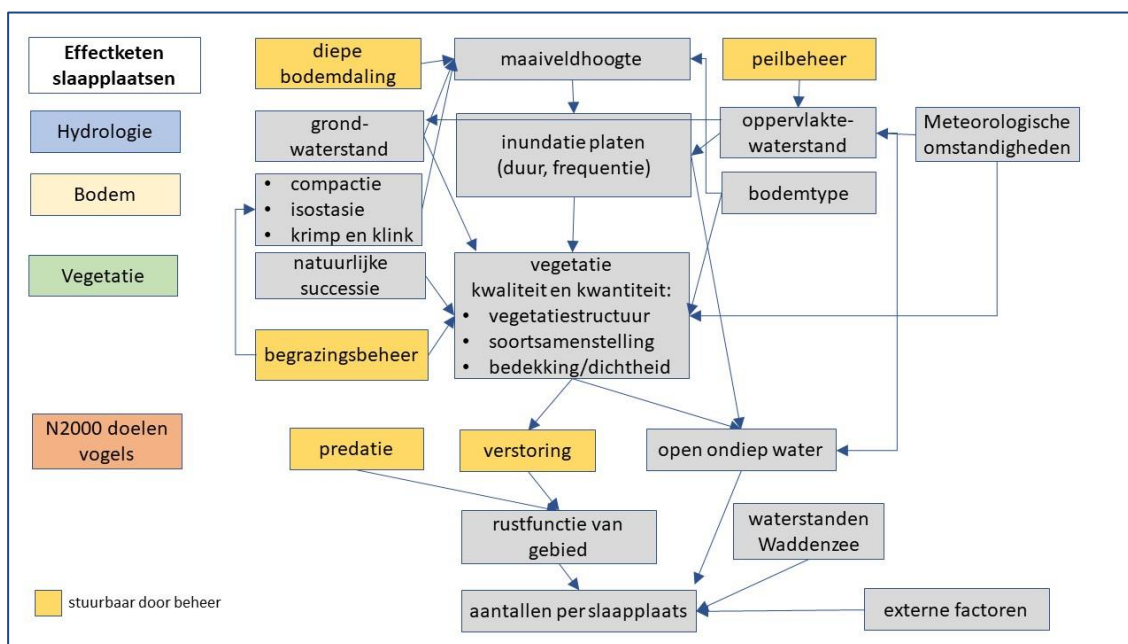 Effectketen
slaapplaatsen
diepe
bodemdaling
maaiveldhoogte
peilbeheer
Hydrologie
grond-
waterstand
inundatie platen
(duur, frequentie)
oppervlakte-
waterstand
Meteorologische
omstandigheden
Bodem
• compactie
• isostasie
• krimp en klink
bodemtype
Vegetatie
natuurlijke
successie
vegetatie
kwaliteit en kwantiteit:
• vegetatiestructuur
• soortsamenstelling
• bedekking/dichtheid
begrazingsbeheer
N2000 doelen
vogels
predatie
verstoring
open ondiep water
rustfunctie van
gebied
waterstanden
Waddenzee
stuurbaar door beheer
aantallen per slaapplaats
externe factoren